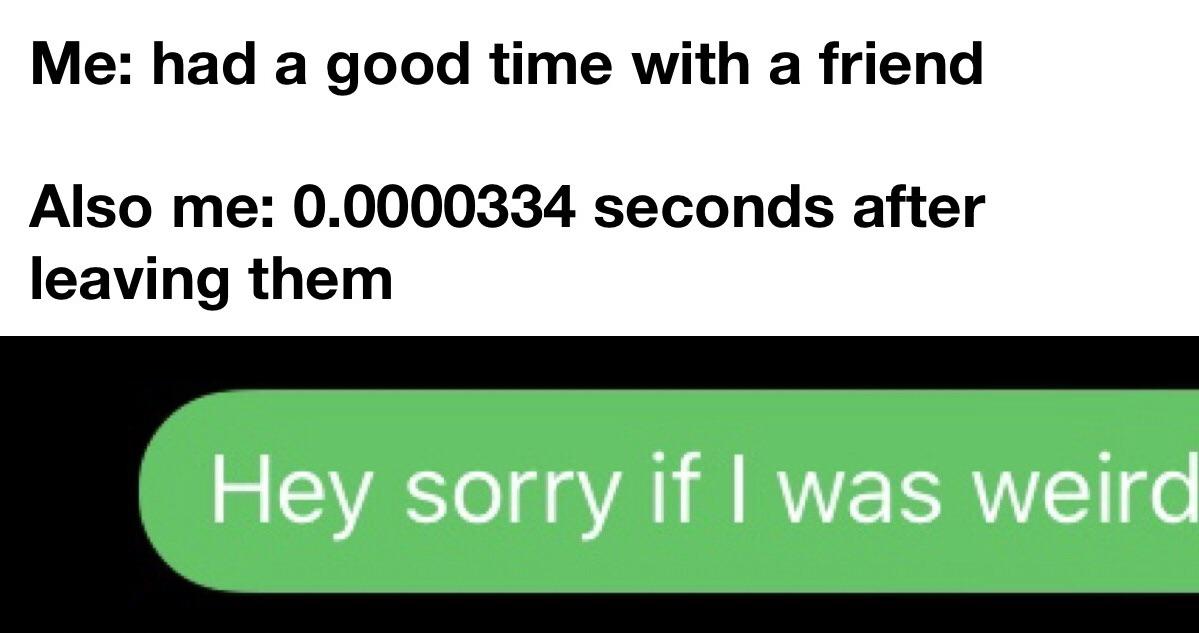 Me: had a good time with a friend
Also me: 0.0000334 seconds after
leaving them
Hey sorry if I was weird